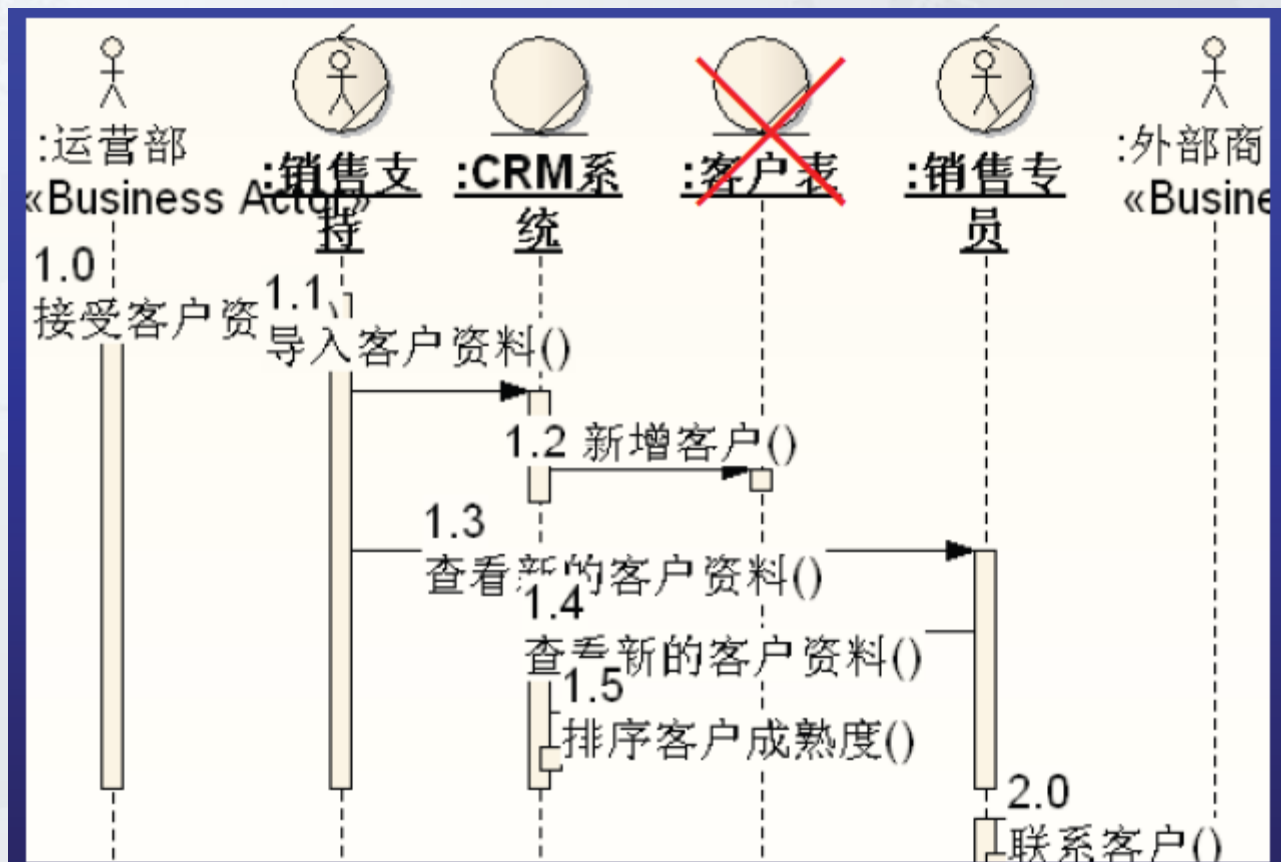 :运营部
«Business Actor»
:销售支
持
:CRM系
统
:客户表
:销售专
员
:外部商
«Busine
1.0
接受客户资
1.1
导入客户资料()
1.2 新增客户()
1.3
查看新的客户资料()
1.4
查看新的客户资料()
1.5
排序客户成熟度()
2.0
联系客户()